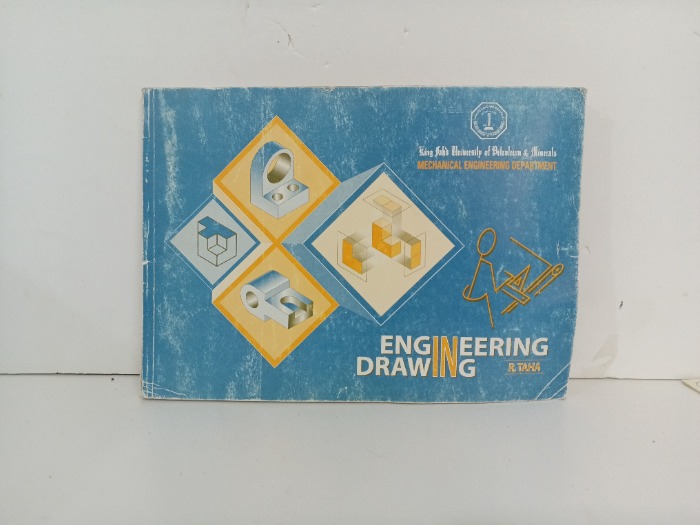 King Fahd University of Petroleum & Minerals
MECHANICAL ENGINEERING DEPARTMENT
ENGINEERING
DRAWING
R. TAHA